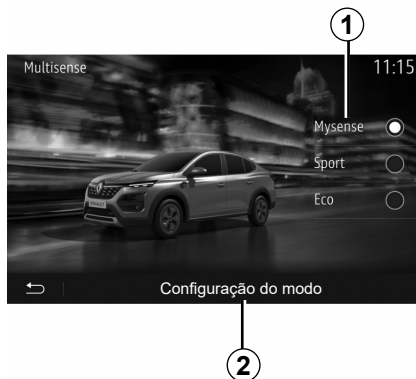 1
Multisense
11:15
Mysense
Sport
Eco
Configuração do modo
2